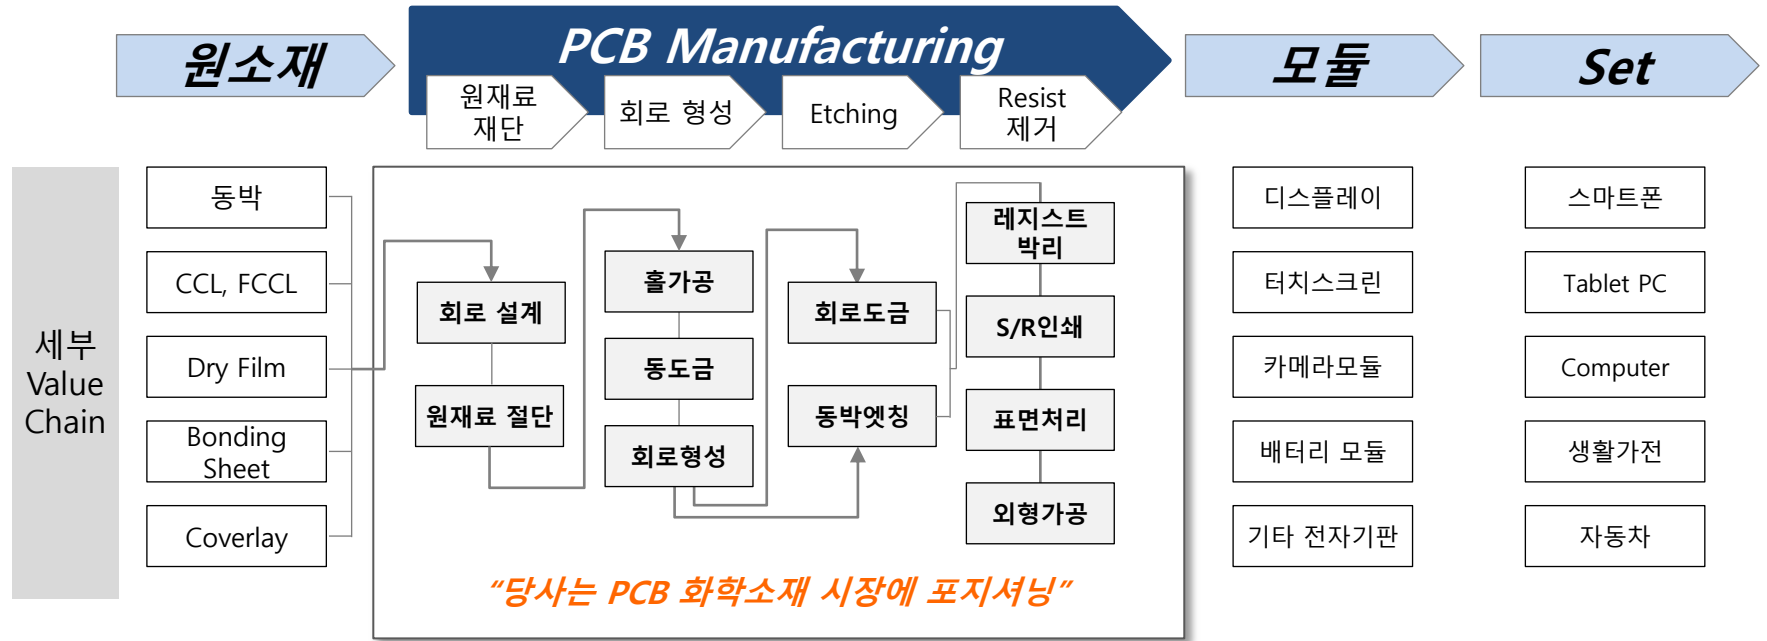 원소재
PCB Manufacturing
모듈
Set
원재료
재단
회로 형성
Etching
Resist
제거
세부
Value
Chain
동박
CCL, FCCL
Dry Film
Bonding
Sheet
Coverlay
회로 설계
원재료 절단
홀가공
동도금
회로형성
회로도금
동박엣칭
레지스트
박리
S/R인쇄
표면처리
외형가공
“당사는 PCB 화학소재 시장에 포지셔닝”
디스플레이
터치스크린
카메라모듈
배터리 모듈
기타 전자기판
스마트폰
Tablet PC
Computer
생활가전
자동차